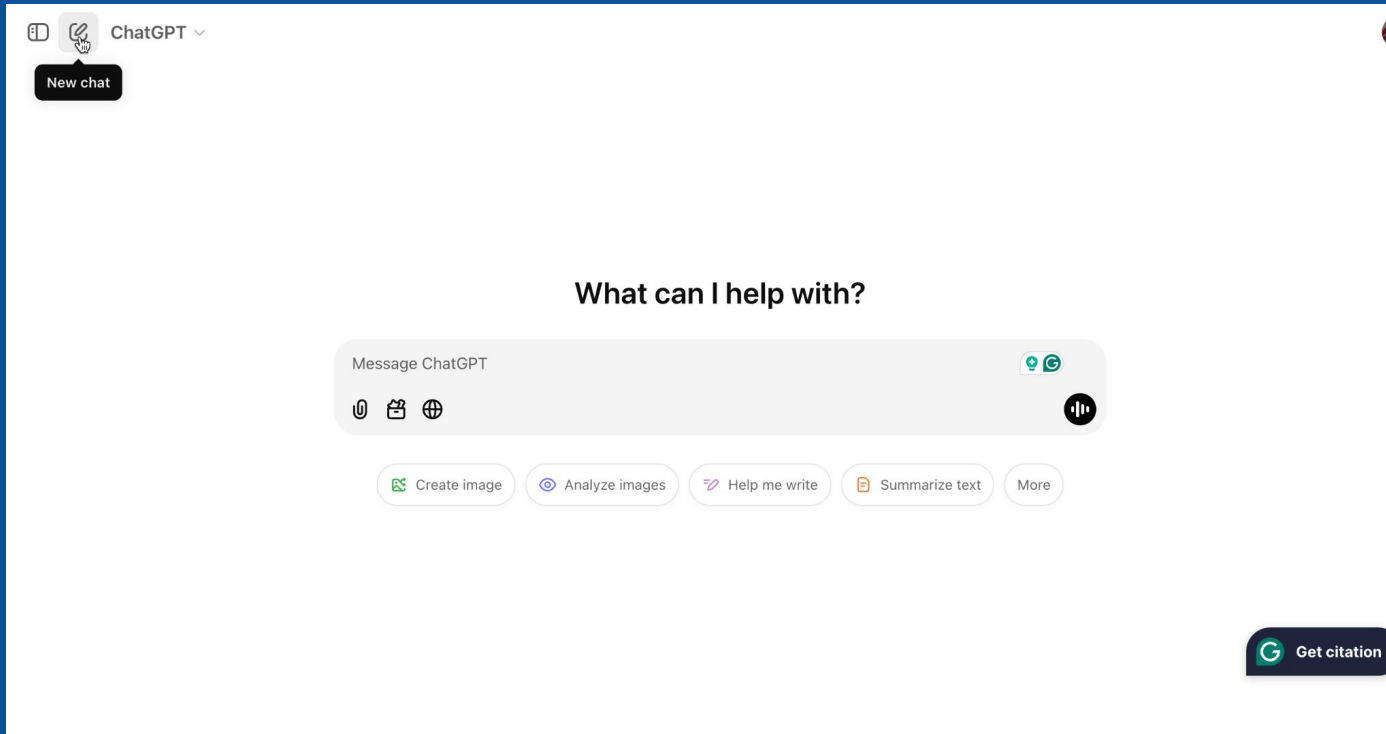 ChatGPT
New chat
What can I help with?
Message ChatGPT
Create image
Analyze images
Help me write
Summarize text
More
Get citation